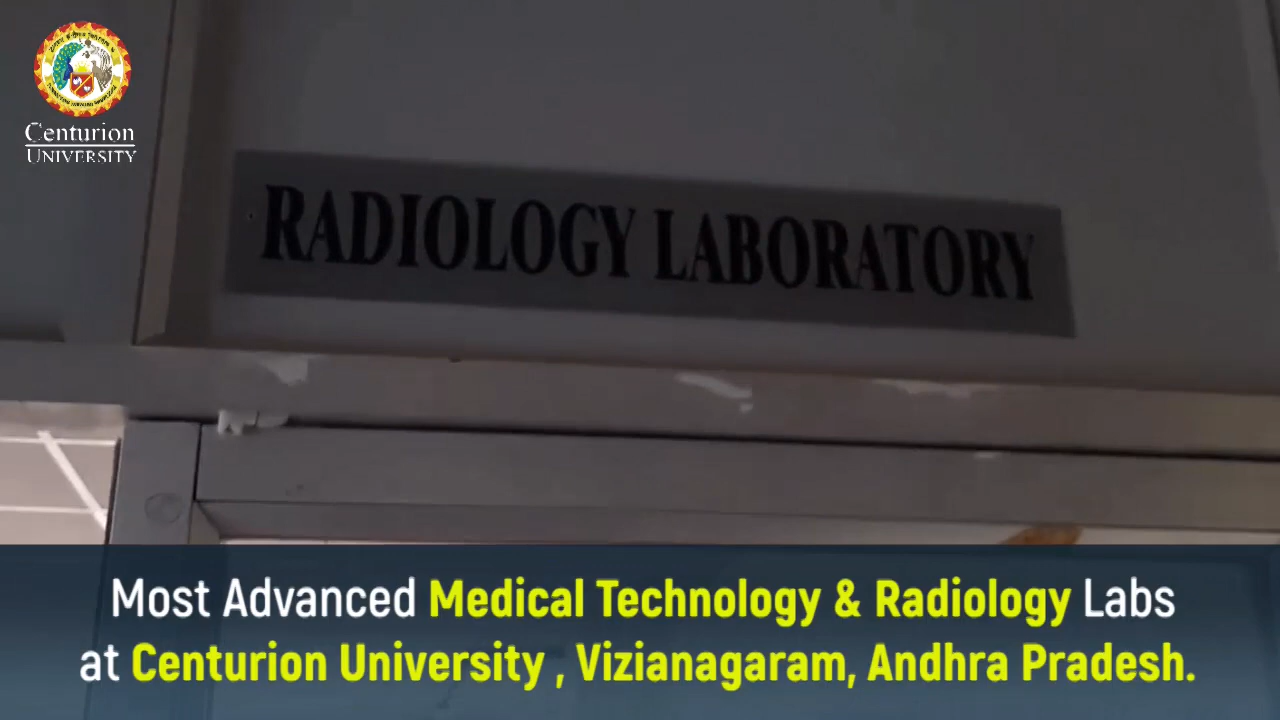 Centurion
UNIVERSITY
RADIOLOGY LABORATORY
Most Advanced Medical Technology & Radiology Labs
at Centurion University , Vizianagaram, Andhra Pradesh.